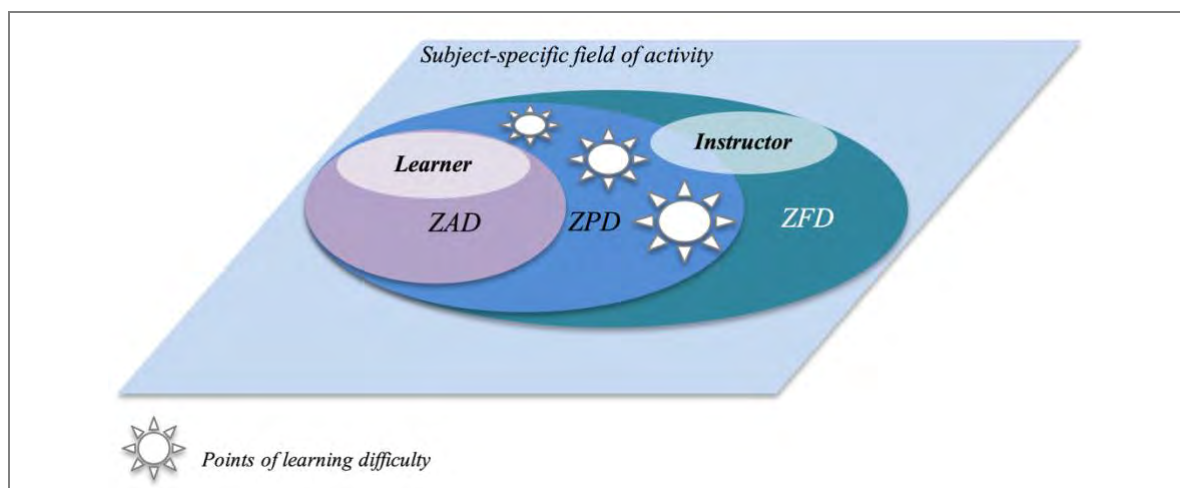 Subject-specific field of activity
Learner
Instructor
ZAD
ZPD
ZFD
Points of learning difficulty